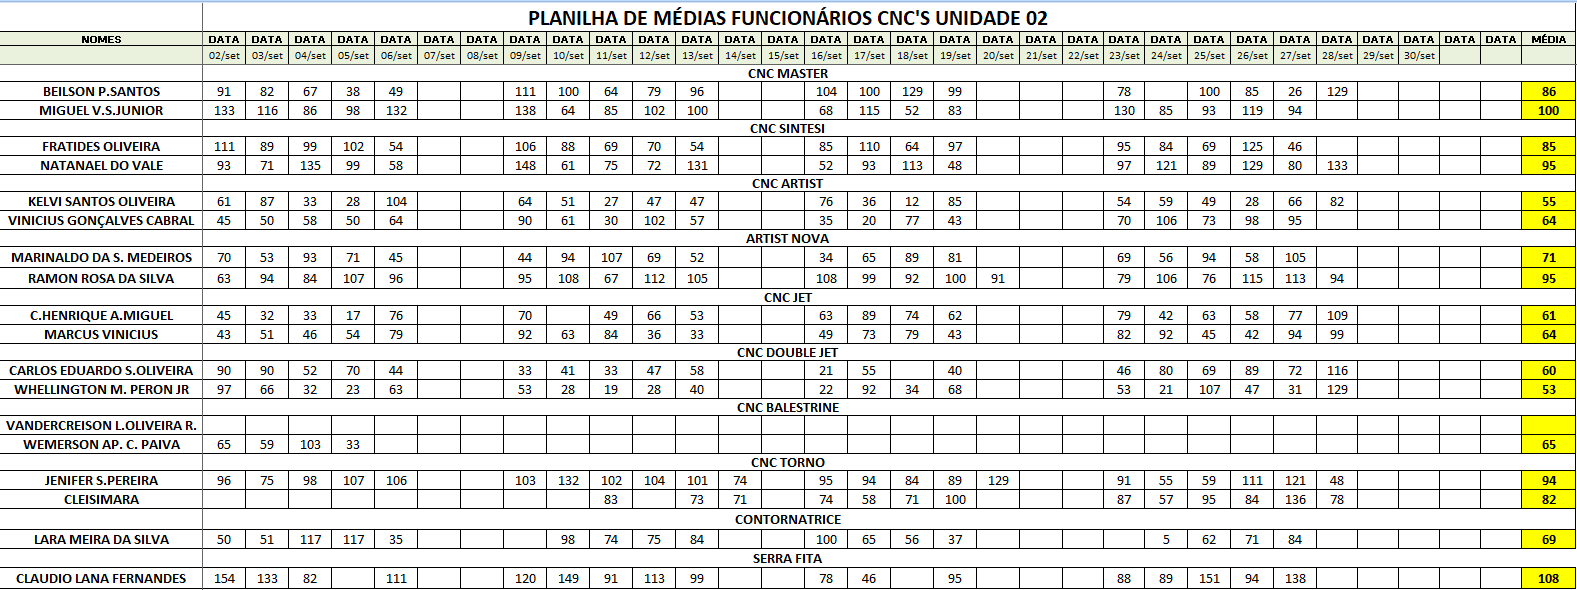 PLANILHA DE MÉDIAS FUNCIONÁRIOS CNC'S UNIDADE 02
NOMES DATA DATA DATA DATA DATA DATA DATA DATA DATA DATA DATA DATA DATA DATA DATA DATA DATA DATA DATA DATA DATA DATA DATA DATA DATA DATA DATA DATA DATA DATA DATA MÉDIA
02/set 03/set 04/set 05/set 06/set 07/set 08/set 09/set 10/set 11/set 12/set 13/set 14/set 15/set 16/set 17/set 18/set 19/set 20/set 21/set 22/set 23/set 24/set 25/set 26/set 27/set 28/set 29/set 30/set
CNC MASTER
BEILSON P.SANTOS 91 82 67 38 49 111 100 64 79 96 104 100 129 99 78 100 85 26 129 86
MIGUEL V.S.JUNIOR 133 116 86 98 132 138 64 85 102 100 68 115 52 83 130 85 93 119 94 100
CNC SINTESI
FRATIDES OLIVEIRA 111 89 99 102 54 106 88 69 70 54 85 110 64 97 95 84 69 125 46 85
NATANAEL DO VALE 93 71 135 99 58 148 61 75 72 131 52 93 113 48 97 121 89 129 80 133 95
CNC ARTIST
KELVI SANTOS OLIVEIRA 61 87 33 28 104 64 51 27 47 47 76 36 12 85 54 59 49 28 66 82 55
VINICIUS GONÇALVES CABRAL 45 50 58 50 64 90 61 30 102 57 35 20 77 43 70 106 73 98 95 64
ARTIST NOVA
MARINALDO DA S. MEDEIROS 70 53 93 71 45 44 94 107 69 52 34 65 89 81 69 56 94 58 105 71
RAMON ROSA DA SILVA 63 94 84 107 96 95 108 67 112 105 108 99 92 100 91 79 106 76 115 113 94 95
CNC JET
C.HENRIQUE A.MIGUEL 45 32 33 17 76 70 49 66 53 63 89 74 62 79 42 63 58 77 109 61
MARCUS VINICIUS 43 51 46 54 79 92 63 84 36 33 49 73 79 43 82 92 45 42 94 99 64
CNC DOUBLE JET
CARLOS EDUARDO S.OLIVEIRA 90 90 52 70 44 33 41 33 47 58 21 55 40 46 80 69 89 72 116 60
WHELLINGTON M. PERON JR 97 66 32 23 63 53 28 19 28 40 22 92 34 68 53 21 107 47 31 129 53
CNC BALESTRINE
VANDERCREISON L.OLIVEIRA R.
WEMERSON AP. C. PAIVA 65 59 103 33 65
CNC TORNO
JENIFER S.PEREIRA 96 75 98 107 106 103 132 102 104 101 74 95 94 84 89 129 91 55 59 111 121 48 94
CLEISIMARA 83 73 71 74 58 71 100 87 57 95 84 136 78 82
CONTORNATRICE
LARA MEIRA DA SILVA 50 51 117 117 35 98 74 75 84 100 65 56 37 5 62 71 84 69
SERRA FITA
CLAUDIO LANA FERNANDES 154 133 82 111 120 149 91 113 99 78 46 95 88 89 151 94 138 108